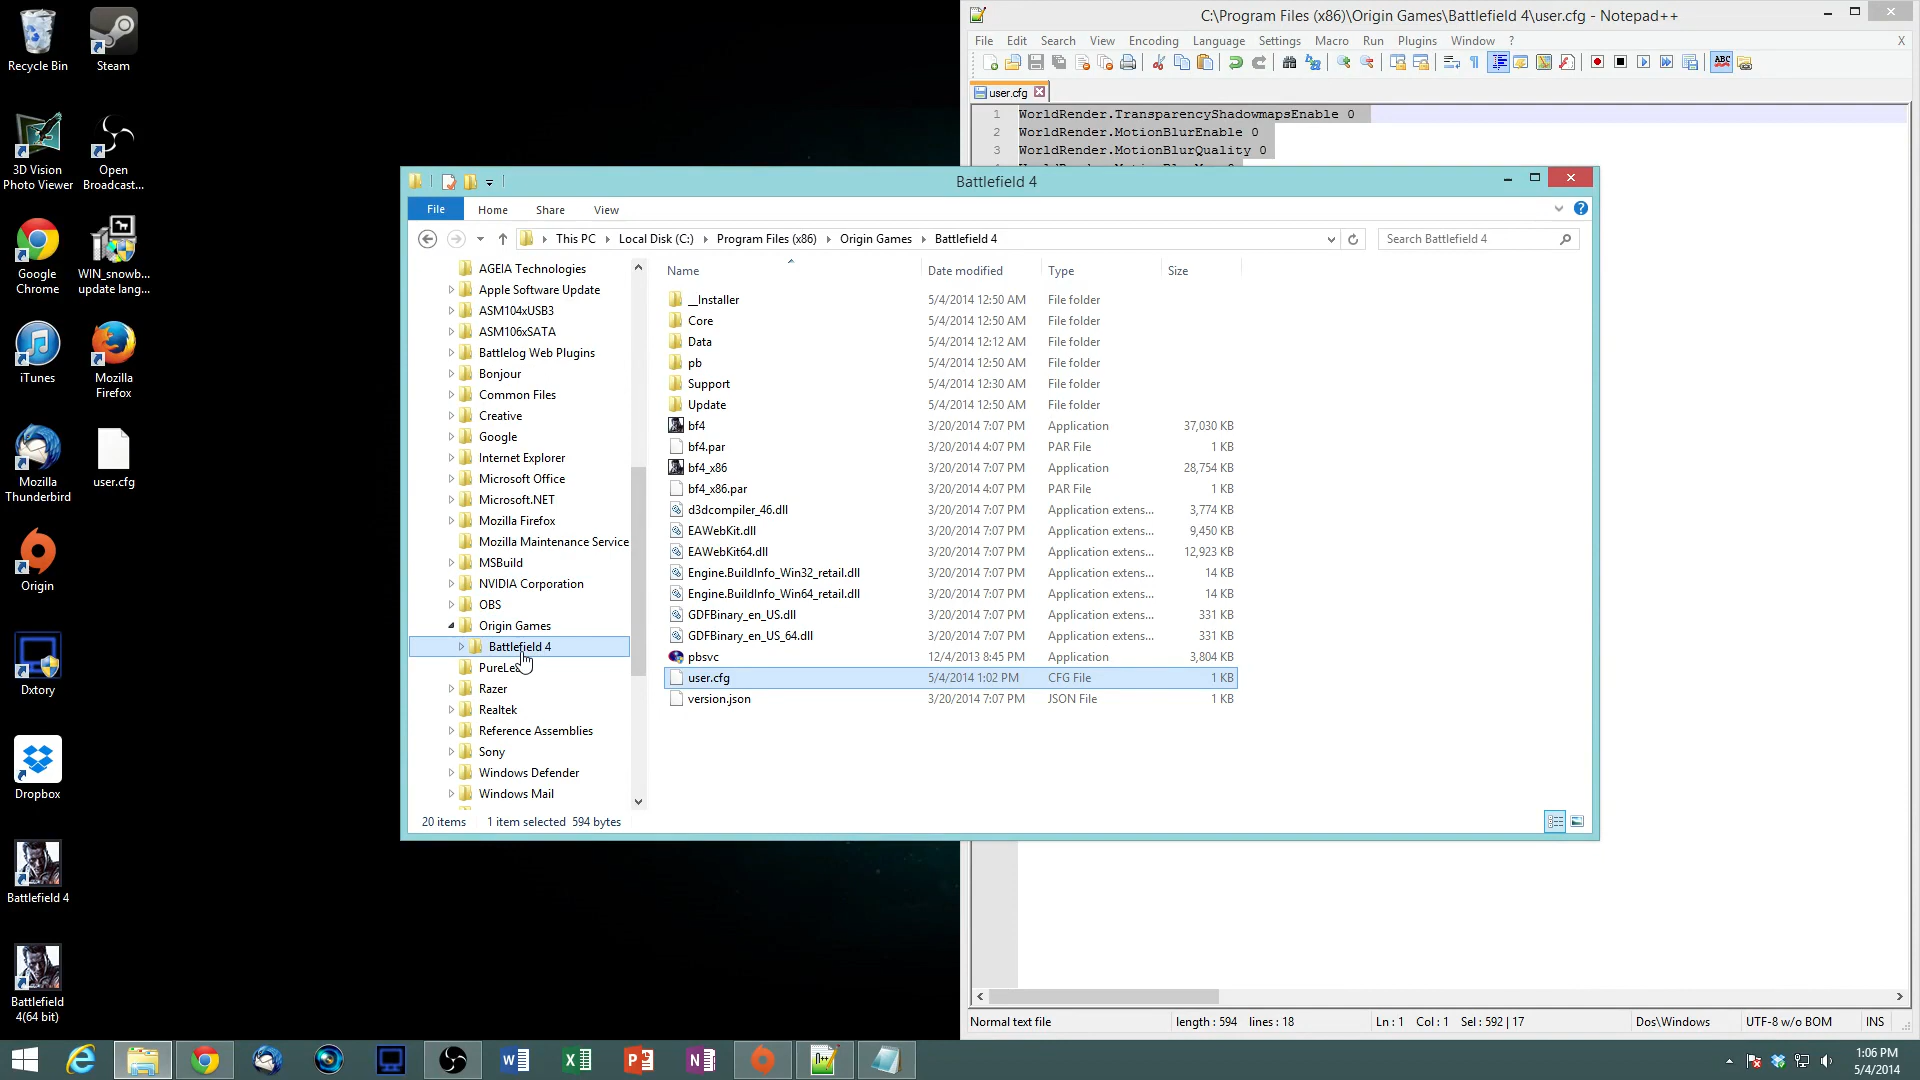 Recycle Bin
Steam
3D Vision
Photo Viewer
Open
Broadcast...
Google
Chrome
WIN_snowb...
update lang...
iTunes
Mozilla
Firefox
Mozilla
Thunderbird
user.cfg
Origin
Dxtory
Dropbox
Battlefield 4
Battlefield
4(64 bit)
C:\Program Files (x86)\Origin Games\Battlefield 4\user.cfg - Notepad++
File Edit Search View Encoding Language Settings Macro Run Plugins Window ? X
user.cfg
1 WorldRender.TransparencyShadowmapsEnable 0
2 WorldRender.MotionBlurEnable 0
3 WorldRender.MotionBlurQuality 0
Battlefield 4
File Home Share View
This PC Local Disk (C:) Program Files (x86) Origin Games Battlefield 4
Search Battlefield 4
AGEIA Technologies
Apple Software Update
ASM104xUSB3
ASM106xSATA
Battlelog Web Plugins
Bonjour
Common Files
Creative
Google
Internet Explorer
Microsoft Office
Microsoft.NET
Mozilla Firefox
Mozilla Maintenance Service
MSBuild
NVIDIA Corporation
OBS
Origin Games
Battlefield 4
Razer
Realtek
Reference Assemblies
Sony
Windows Defender
Windows Mail
Name Date modified Type Size
__Installer 5/4/2014 12:50 AM File folder
Core 5/4/2014 12:50 AM File folder
Data 5/4/2014 12:12 AM File folder
pb 5/4/2014 12:50 AM File folder
Support 5/4/2014 12:30 AM File folder
Update 5/4/2014 12:50 AM File folder
bf4 3/20/2014 7:07 PM Application 37,030 KB
bf4.par 3/20/2014 4:07 PM PAR File 1 KB
bf4_x86 3/20/2014 7:07 PM Application 28,754 KB
bf4_x86.par 3/20/2014 4:07 PM PAR File 1 KB
d3dcompiler_46.dll 3/20/2014 7:07 PM Application extens... 3,774 KB
EAWebKit.dll 3/20/2014 7:07 PM Application extens... 9,450 KB
EAWebKit64.dll 3/20/2014 7:07 PM Application extens... 12,923 KB
Engine.BuildInfo_Win32_retail.dll 3/20/2014 7:07 PM Application extens... 14 KB
Engine.BuildInfo_Win64_retail.dll 3/20/2014 7:07 PM Application extens... 14 KB
GDFBinary_en_US.dll 3/20/2014 7:07 PM Application extens... 331 KB
GDFBinary_en_US_64.dll 3/20/2014 7:07 PM Application extens... 331 KB
pbsvc 12/4/2013 8:45 PM Application 3,804 KB
user.cfg 5/4/2014 1:02 PM CFG File 1 KB
version.json 3/20/2014 7:07 PM JSON File 1 KB
20 items 1 item selected 594 bytes
Normal text file length : 594 lines : 18 Ln : 1 Col : 1 Sel : 592 | 17 Dos\Windows UTF-8 w/o BOM INS
1:06 PM
5/4/2014